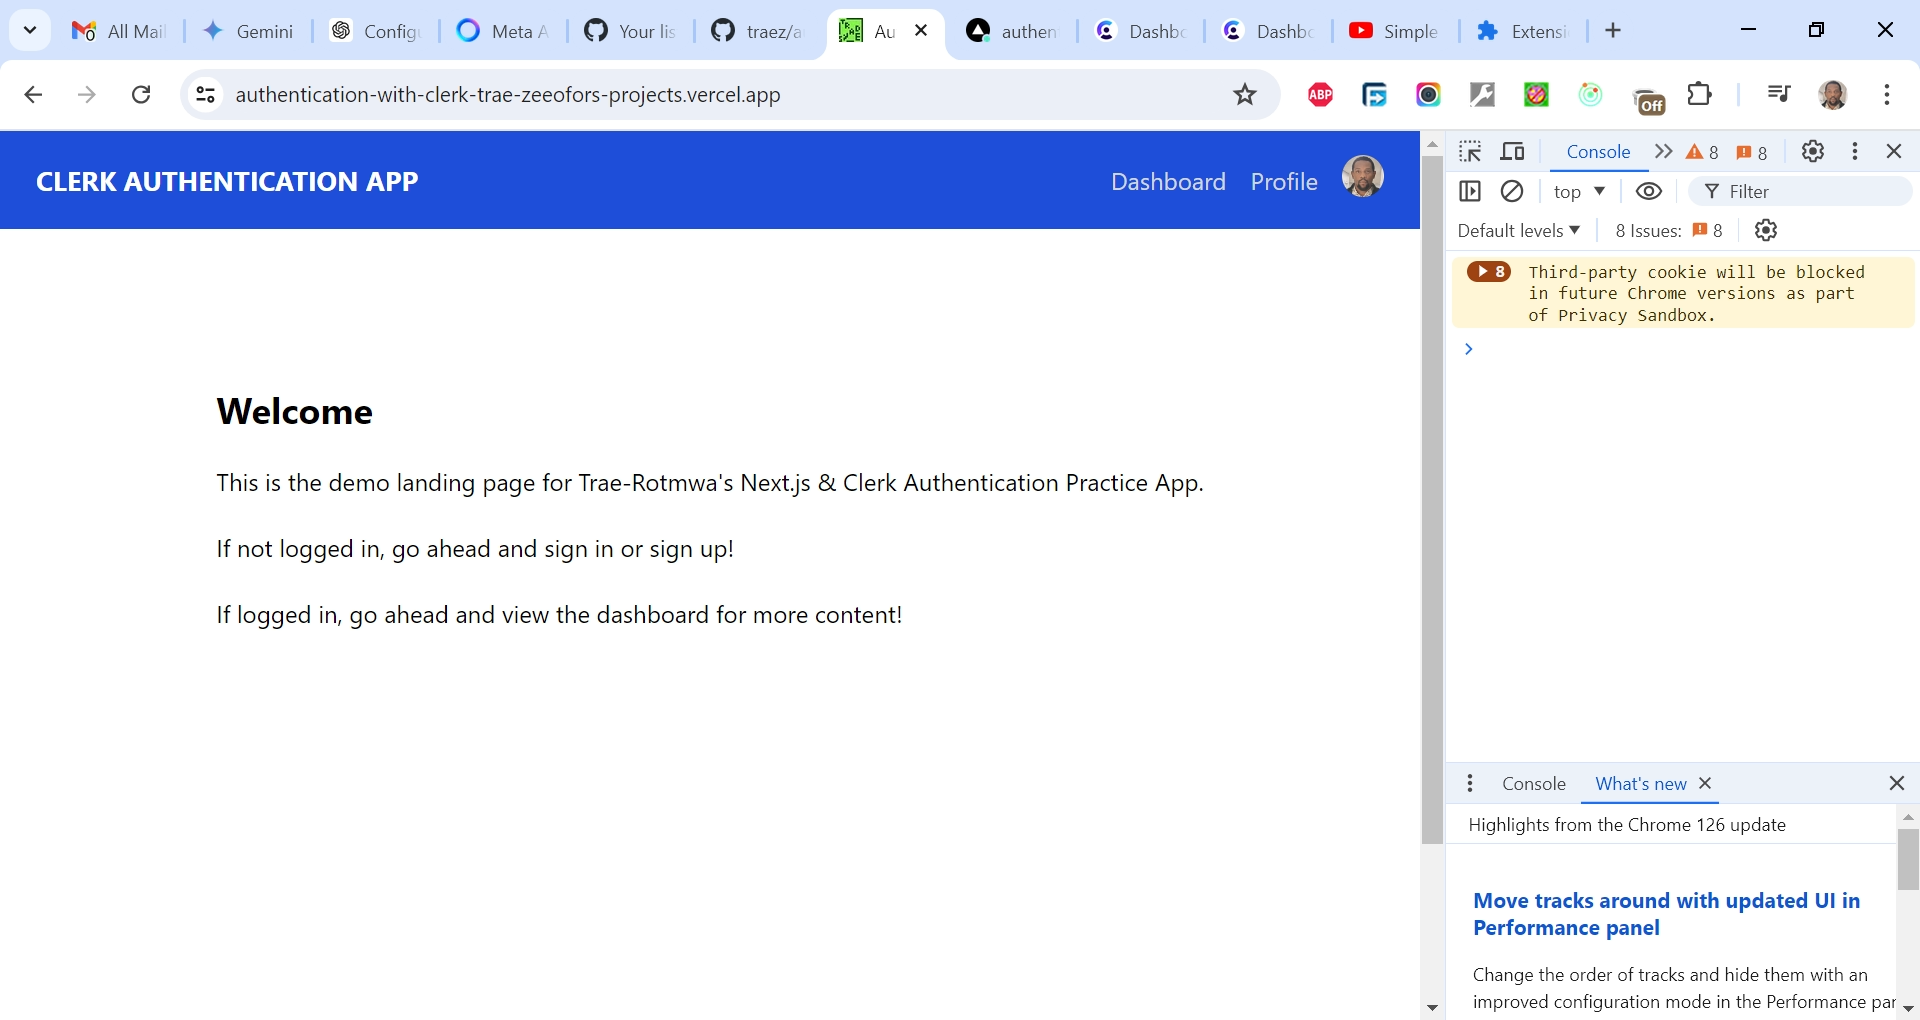 All Mail
Gemini
Config
Meta A
Your lis
traez/a
Au
authen
Dashbo
Dashbo
Simple
Extensi
authentication-with-clerk-trae-zeeofors-projects.vercel.app
ABP
Off
CLERK AUTHENTICATION APP
Dashboard
Profile
Welcome
This is the demo landing page for Trae-Rotmwa's Next.js & Clerk Authentication Practice App.
If not logged in, go ahead and sign in or sign up!
If logged in, go ahead and view the dashboard for more content!
Console
8
8
top
Filter
Default levels
8 Issues:
8
8
Third-party cookie will be blocked
in future Chrome versions as part
of Privacy Sandbox.
Console
What's new
Highlights from the Chrome 126 update
Move tracks around with updated UI in
Performance panel
Change the order of tracks and hide them with an
improved configuration mode in the Performance par